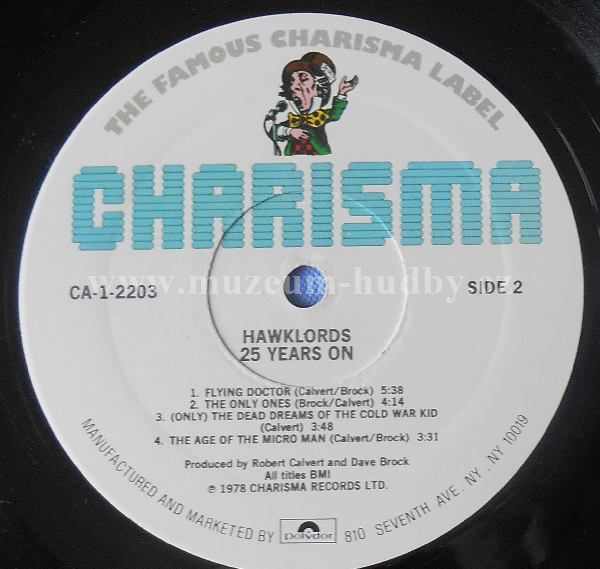 THE FAMOUS CHARISMA LABEL
CHARISMA
www.muzeum-hudby.cz
CA-1-2203
SIDE 2
HAWKLORDS
25 YEARS ON
1. FLYING DOCTOR (Calvert/Brock) 5:38
2. THE ONLY ONES (Brock/Calvert) 4:14
3. (ONLY) THE DEAD DREAMS OF THE COLD WAR KID
(Calvert) 3:48
4. THE AGE OF THE MICRO MAN (Calvert/Brock) 3:31
Produced by Robert Calvert and Dave Brock
All titles BMI
℗ 1978 CHARISMA RECORDS LTD.
MANUFACTURED AND MARKETED BY Polydor 810 SEVENTH AVE. NY. NY 10019